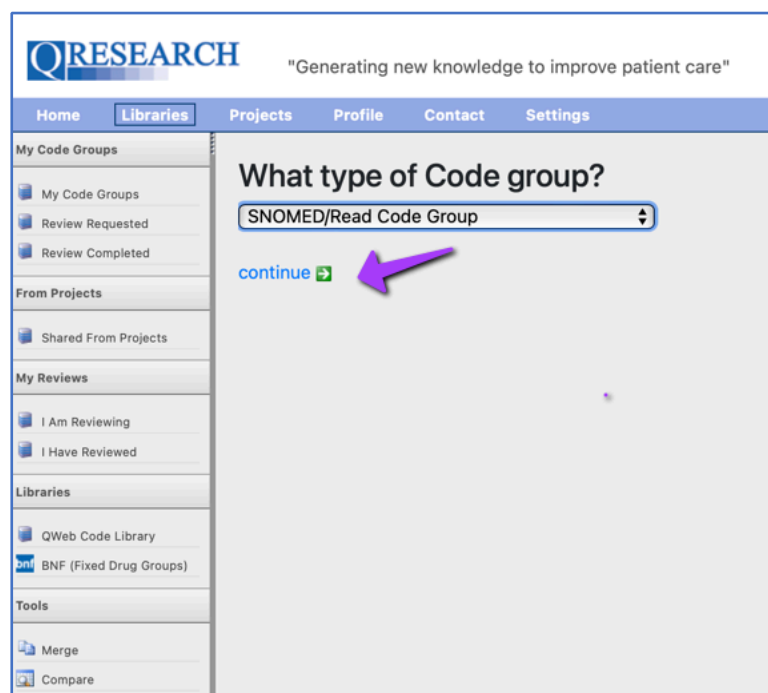 QRESEARCH
"Generating new knowledge to improve patient care"
Home Libraries Projects Profile Contact Settings
My Code Groups
My Code Groups
Review Requested
Review Completed
From Projects
Shared From Projects
My Reviews
I Am Reviewing
I Have Reviewed
Libraries
QWeb Code Library
bnf BNF (Fixed Drug Groups)
Tools
Merge
Compare
What type of Code group?
SNOMED/Read Code Group
continue